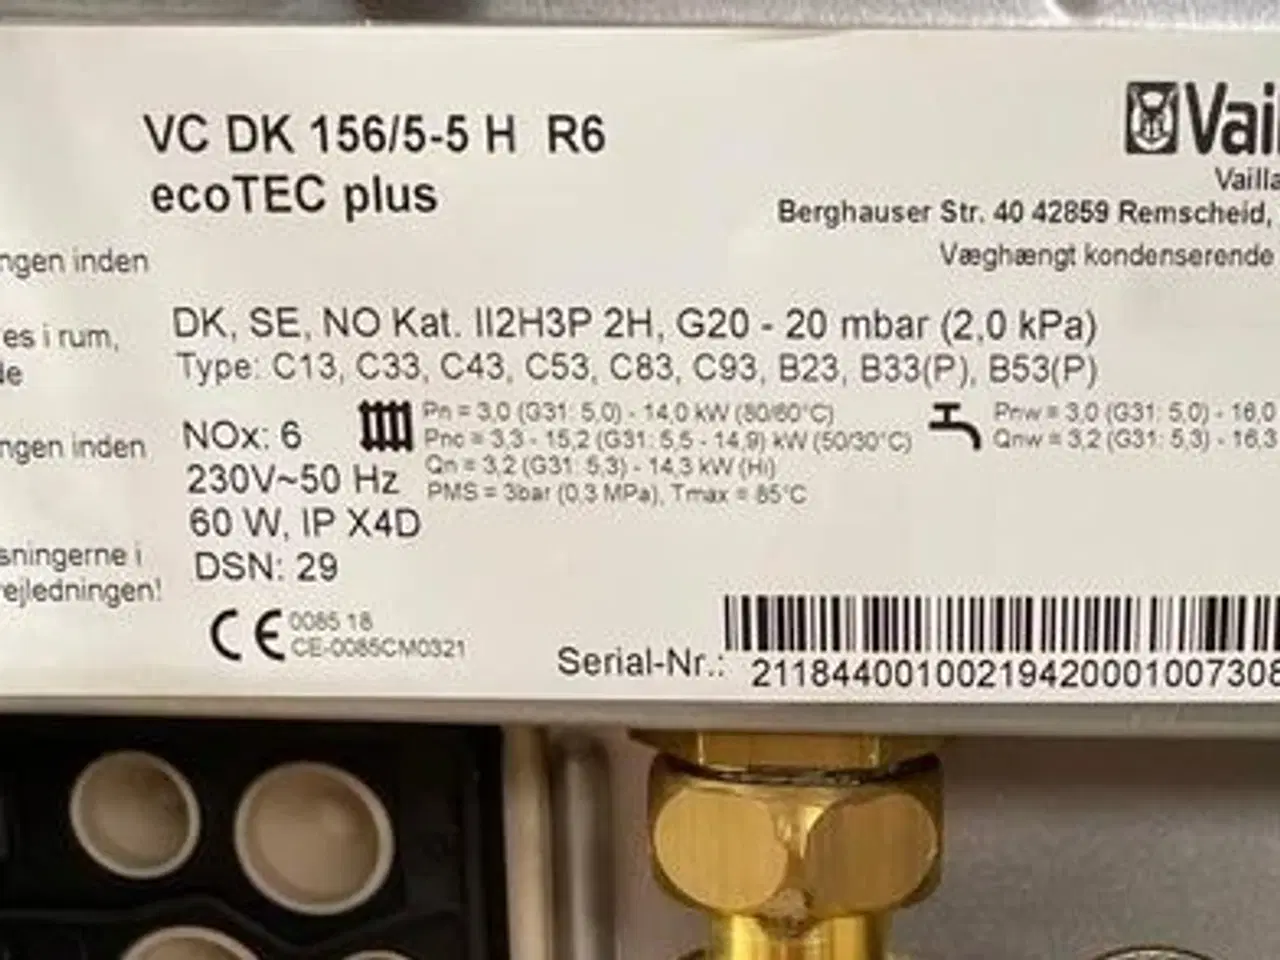 VC DK 156/5-5 H R6
ecoTEC plus
Vail
Vailla
Berghauser Str. 40 42859 Remscheid,
Væghængt kondenserende
ngen inden
es i rum,
de
ngen inden
sningerne i
ejledningen!
DK, SE, NO Kat. II2H3P 2H, G20 - 20 mbar (2,0 kPa)
Type: C13, C33, C43, C53, C83, C93, B23, B33(P), B53(P)
NOx: 6
230V~50 Hz
60 W, IP X4D
DSN: 29
Pn = 3,0 (G31: 5,0) - 14,0 kW (80/60°C)
Pnc = 3,3 - 15,2 (G31: 5,5 - 14,9) kW (50/30°C)
Qn = 3,2 (G31: 5,3) - 14,3 kW (Hi)
PMS = 3bar (0,3 MPa), Tmax = 85°C
Pnw = 3,0 (G31: 5,0) - 16,0
Qnw = 3,2 (G31: 5,3) - 16,3
CE 0085 18
CE-0085CM0321
Serial-Nr.: 21184400100219420001007308